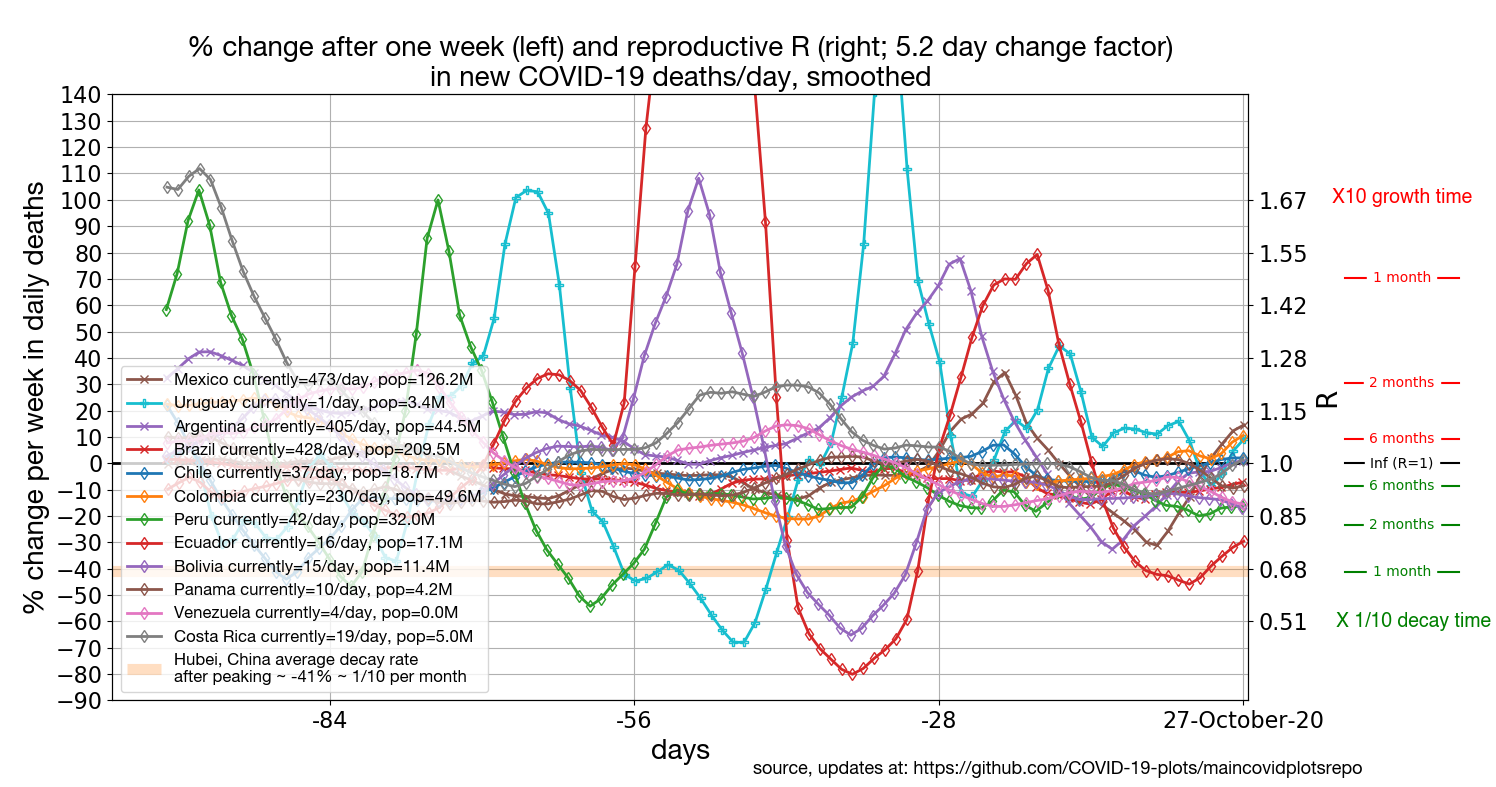 % change after one week (left) and reproductive R (right; 5.2 day change factor)
in new COVID-19 deaths/day, smoothed
% change per week in daily deaths
140
130
120
110
100
90
80
70
60
50
40
30
20
10
0
−10
−20
−30
−40
−50
−60
−70
−80
−90
Mexico currently=473/day, pop=126.2M
Uruguay currently=1/day, pop=3.4M
Argentina currently=405/day, pop=44.5M
Brazil currently=428/day, pop=209.5M
Chile currently=37/day, pop=18.7M
Colombia currently=230/day, pop=49.6M
Peru currently=42/day, pop=32.0M
Ecuador currently=16/day, pop=17.1M
Bolivia currently=15/day, pop=11.4M
Panama currently=10/day, pop=4.2M
Venezuela currently=4/day, pop=0.0M
Costa Rica currently=19/day, pop=5.0M
Hubei, China average decay rate
after peaking ~ -41% ~ 1/10 per month
-84
-56
-28
27-October-20
days
1.67
1.55
1.42
1.28
1.15
1.0
0.85
0.68
0.51
R
X10 growth time
1 month
2 months
6 months
Inf (R=1)
6 months
2 months
1 month
X 1/10 decay time
source, updates at: https://github.com/COVID-19-plots/maincovidplotsrepo